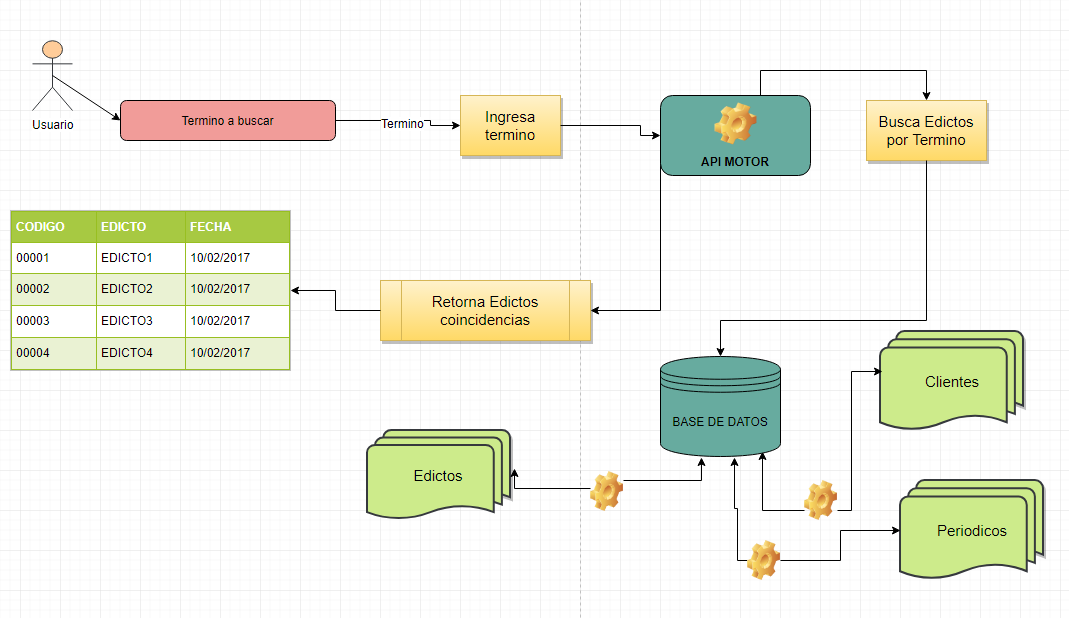 Usuario
Termino a buscar
Termino
Ingresa
termino
API MOTOR
Busca Edictos
por Termino
CODIGO EDICTO FECHA
00001 EDICTO1 10/02/2017
00002 EDICTO2 10/02/2017
00003 EDICTO3 10/02/2017
00004 EDICTO4 10/02/2017
Retorna Edictos
coincidencias
BASE DE DATOS
Clientes
Edictos
Periodicos